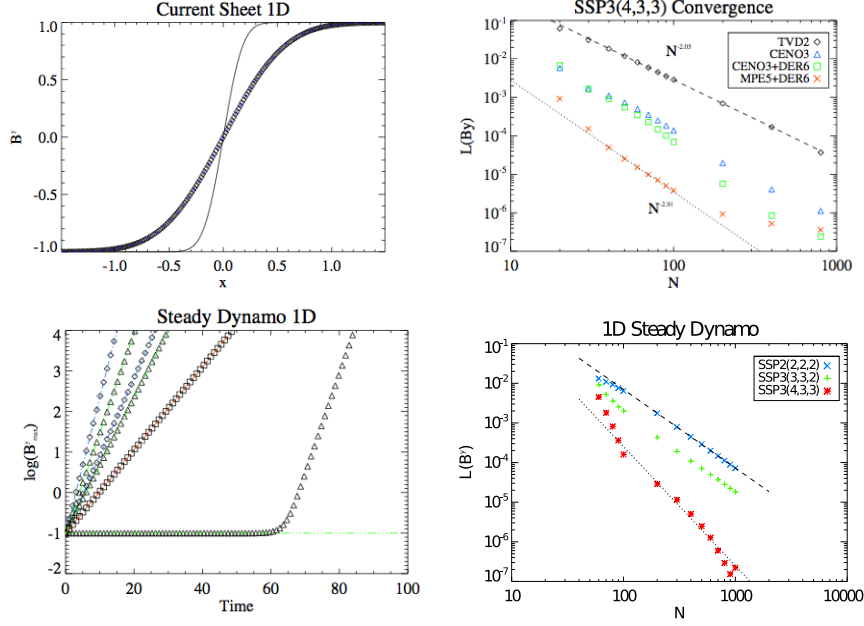 Current Sheet 1D
1.0
0.5
0.0
-0.5
-1.0
B^y
-1.0 -0.5 0.0 0.5 1.0
x
SSP3(4,3,3) Convergence
10^0
10^-1
10^-2
10^-3
10^-4
10^-5
10^-6
10^-7
L(By)
TVD2
CENO3
CENO3+DER6
MPE5+DER6
N^-2.05
N^-2.91
10 100 1000
N
Steady Dynamo 1D
4
3
2
1
0
-1
-2
log(B^y_max)
0 20 40 60 80 100
Time
1D Steady Dynamo
10^-1
10^-2
10^-3
10^-4
10^-5
10^-6
10^-7
L(B^y)
SSP2(2,2,2)
SSP3(3,3,2)
SSP3(4,3,3)
10 100 1000 10000
N